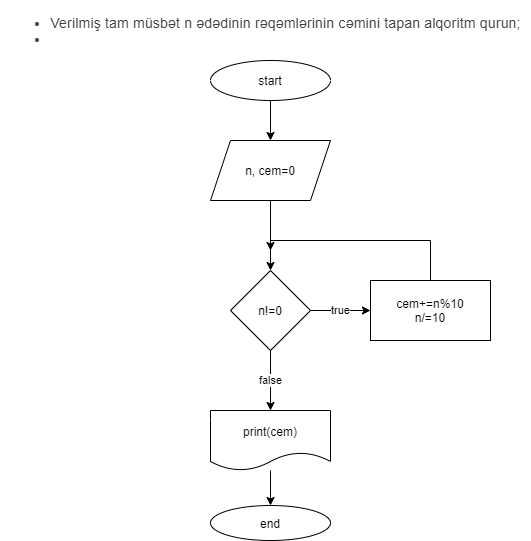 Verilmiş tam müsbət n ədədinin rəqəmlərinin cəmini tapan alqoritm qurun;
start
n, cem=0
n!=0
true
cem+=n%10
n/=10
false
print(cem)
end